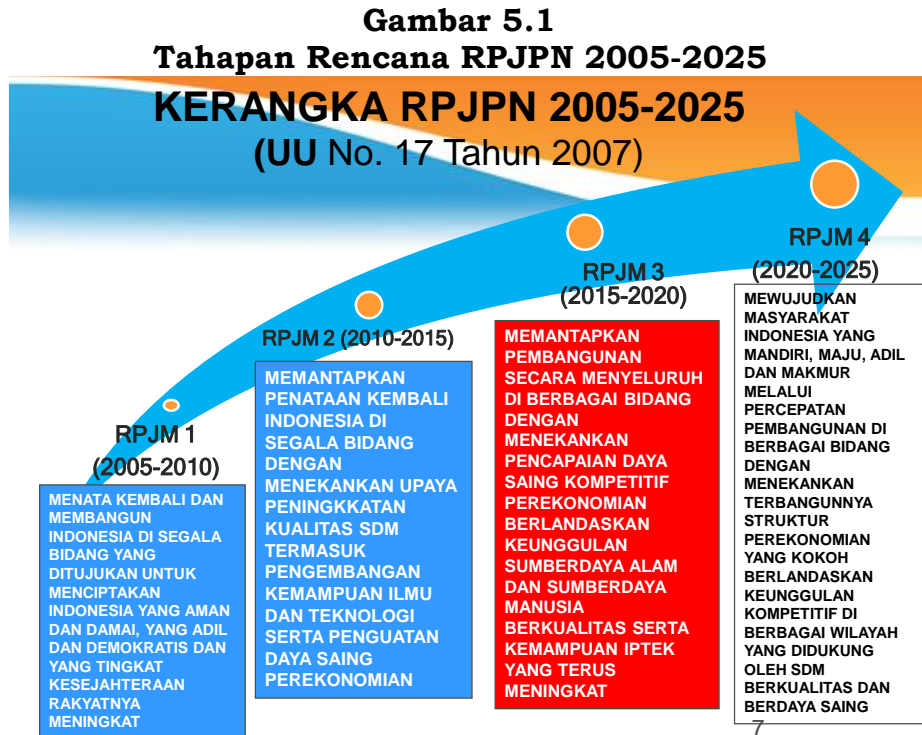 Gambar 5.1
Tahapan Rencana RPJPN 2005-2025
KERANGKA RPJPN 2005-2025
(UU No. 17 Tahun 2007)
RPJM 1
(2005-2010)
MENATA KEMBALI DAN
MEMBANGUN
INDONESIA DI SEGALA
BIDANG YANG
DITUJUKAN UNTUK
MENCIPTAKAN
INDONESIA YANG AMAN
DAN DAMAI, YANG ADIL
DAN DEMOKRATIS DAN
YANG TINGKAT
KESEJAHTERAAN
RAKYATNYA
MENINGKAT
RPJM 2 (2010-2015)
MEMANTAPKAN
PENATAAN KEMBALI
INDONESIA DI
SEGALA BIDANG
DENGAN
MENEKANKAN UPAYA
PENINGKKATAN
KUALITAS SDM
TERMASUK
PENGEMBANGAN
KEMAMPUAN ILMU
DAN TEKNOLOGI
SERTA PENGUATAN
DAYA SAING
PEREKONOMIAN
RPJM 3
(2015-2020)
MEMANTAPKAN
PEMBANGUNAN
SECARA MENYELURUH
DI BERBAGAI BIDANG
DENGAN
MENEKANKAN
PENCAPAIAN DAYA
SAING KOMPETITIF
PEREKONOMIAN
BERLANDASKAN
KEUNGGULAN
SUMBERDAYA ALAM
DAN SUMBERDAYA
MANUSIA
BERKUALITAS SERTA
KEMAMPUAN IPTEK
YANG TERUS
MENINGKAT
RPJM 4
(2020-2025)
MEWUJUDKAN
MASYARAKAT
INDONESIA YANG
MANDIRI, MAJU, ADIL
DAN MAKMUR
MELALUI
PERCEPATAN
PEMBANGUNAN DI
BERBAGAI BIDANG
DENGAN
MENEKANKAN
TERBANGUNNYA
STRUKTUR
PEREKONOMIAN
YANG KOKOH
BERLANDASKAN
KEUNGGULAN
KOMPETITIF DI
BERBAGAI WILAYAH
YANG DIDUKUNG
OLEH SDM
BERKUALITAS DAN
BERDAYA SAING
7